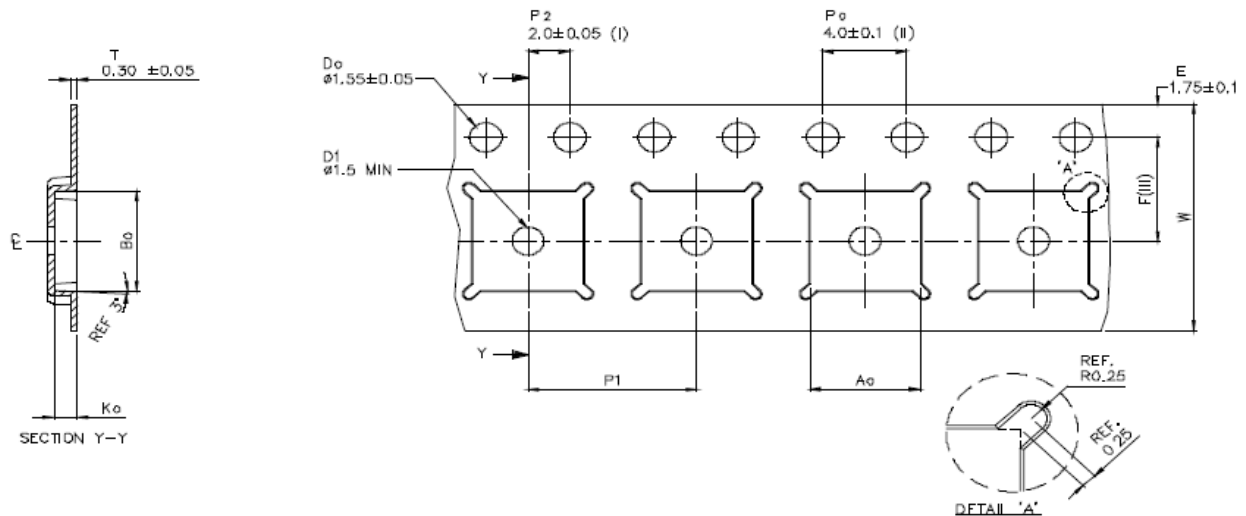 T
0.30 ±0.05
P2
2.0±0.05 (I)
Po
4.0±0.1 (II)
E
1.75±0.1
Do
ø1.55±0.05
Y
D1
ø1.5 MIN
'A'
F(III)
W
Bo
REF 3°
Ko
SECTION Y-Y
Y
P1
Ao
REF.
R0.25
REF.
0.25
DETAIL 'A'